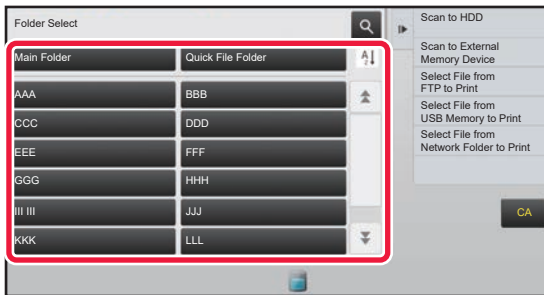 Folder Select
Main Folder
Quick File Folder
A
Z
AAA
BBB
CCC
DDD
EEE
FFF
GGG
HHH
III III
JJJ
KKK
LLL
Scan to HDD
Scan to External
Memory Device
Select File from
FTP to Print
Select File from
USB Memory to Print
Select File from
Network Folder to Print
CA